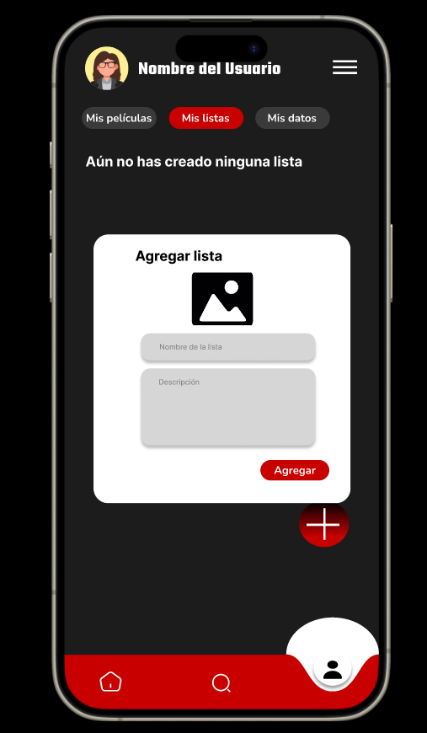 Nombre del Usuario
Mis películas
Mis listas
Mis datos
Aún no has creado ninguna lista
Agregar lista
Nombre de la lista
Descripción
Agregar